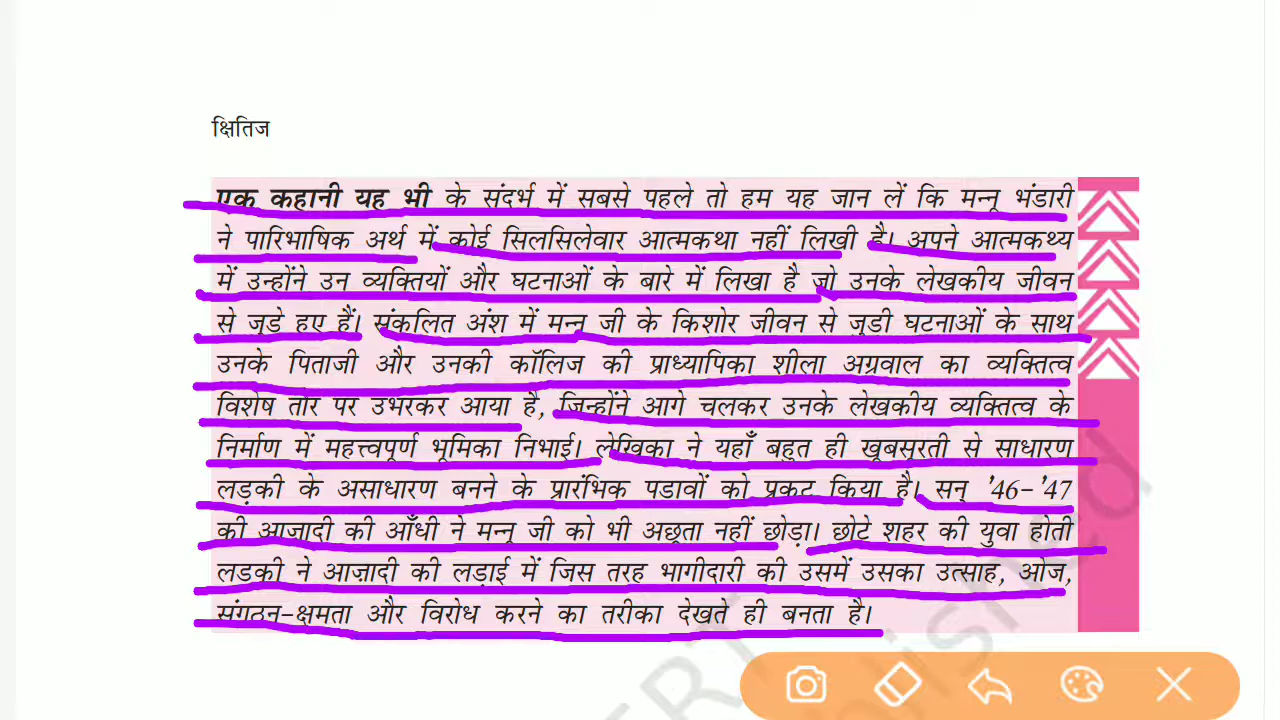 क्षितिज
एक कहानी यह भी के संदर्भ में सबसे पहले तो हम यह जान लें कि मन्नू भंडारी
ने पारिभाषिक अर्थ में कोई सिलसिलेवार आत्मकथा नहीं लिखी है। अपने आत्मकथ्य
में उन्होंने उन व्यक्तियों और घटनाओं के बारे में लिखा है जो उनके लेखकीय जीवन
से जुड़े हुए हैं। संकलित अंश में मन्नू जी के किशोर जीवन से जुड़ी घटनाओं के साथ
उनके पिताजी और उनकी कॉलिज की प्राध्यापिका शीला अग्रवाल का व्यक्तित्व
विशेष तौर पर उभरकर आया है, जिन्होंने आगे चलकर उनके लेखकीय व्यक्तित्व के
निर्माण में महत्त्वपूर्ण भूमिका निभाई। लेखिका ने यहाँ बहुत ही खूबसूरती से साधारण
लड़की के असाधारण बनने के प्रारंभिक पड़ावों को प्रकट किया है। सन् '46-'47
की आज़ादी की आँधी ने मन्नू जी को भी अछूता नहीं छोड़ा। छोटे शहर की युवा होती
लड़की ने आज़ादी की लड़ाई में जिस तरह भागीदारी की उसमें उसका उत्साह, ओज,
संगठन-क्षमता और विरोध करने का तरीका देखते ही बनता है।